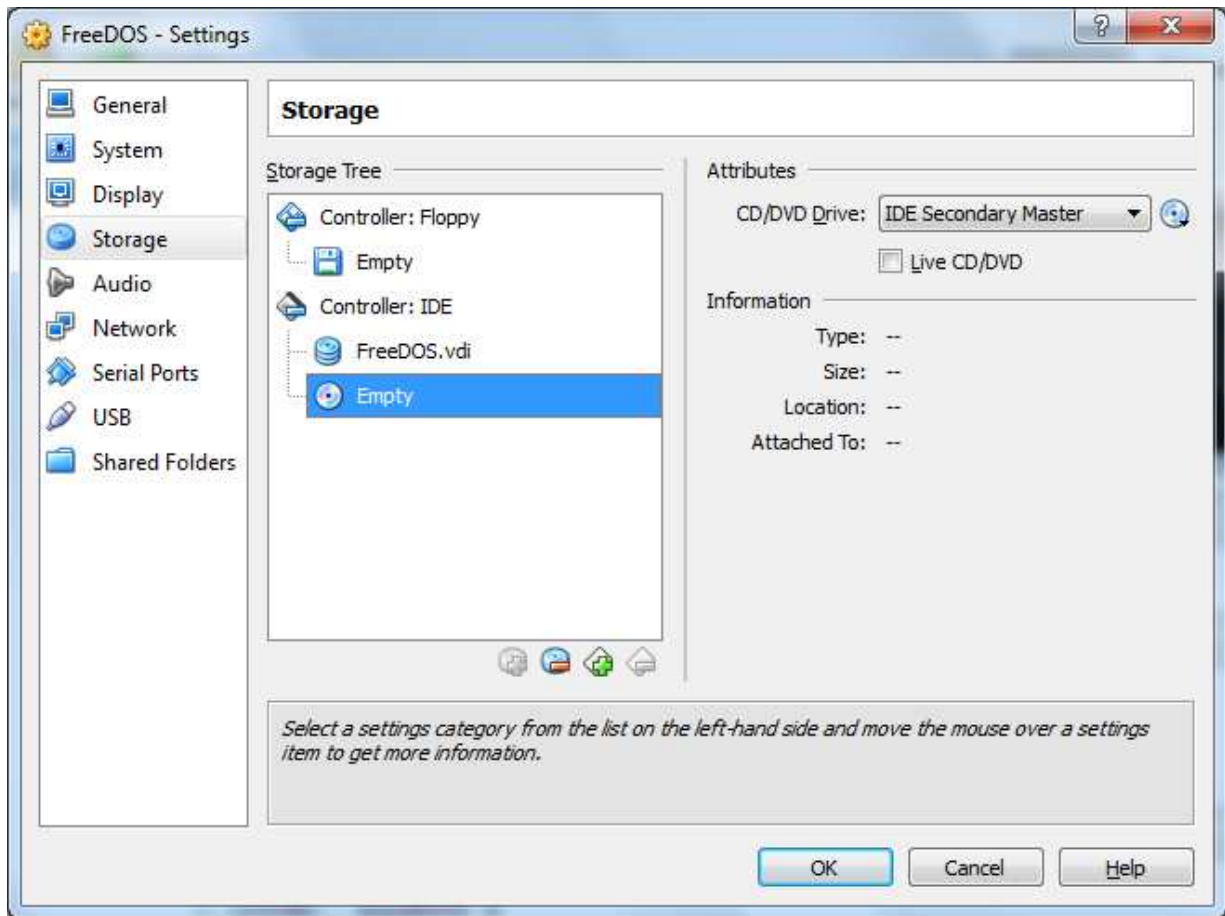 FreeDOS - Settings
General
System
Display
Storage
Audio
Network
Serial Ports
USB
Shared Folders
Storage
Storage Tree
Controller: Floppy
Empty
Controller: IDE
FreeDOS.vdi
Empty
Attributes
CD/DVD Drive: IDE Secondary Master
Live CD/DVD
Information
Type: --
Size: --
Location: --
Attached To: --
Select a settings category from the list on the left-hand side and move the mouse over a settings
item to get more information.
OK Cancel Help